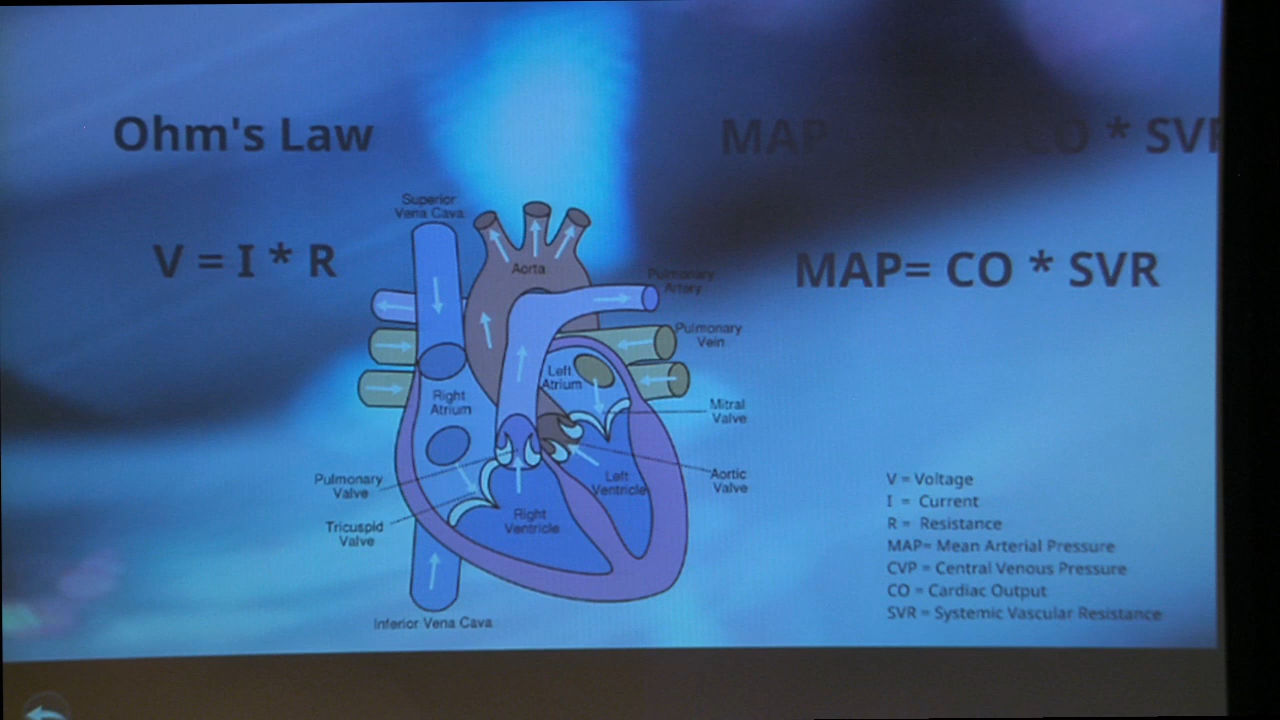 Ohm's Law
MAP CO * SVR
V = I * R
MAP= CO * SVR
Superior
Vena Cava
Aorta
Pulmonary
Artery
Pulmonary
Vein
Left
Atrium
Right
Atrium
Mitral
Valve
Pulmonary
Valve
Left
Ventricle
Aortic
Valve
Right
Ventricle
Tricuspid
Valve
Inferior Vena Cava
V = Voltage
I = Current
R = Resistance
MAP= Mean Arterial Pressure
CVP = Central Venous Pressure
CO = Cardiac Output
SVR = Systemic Vascular Resistance